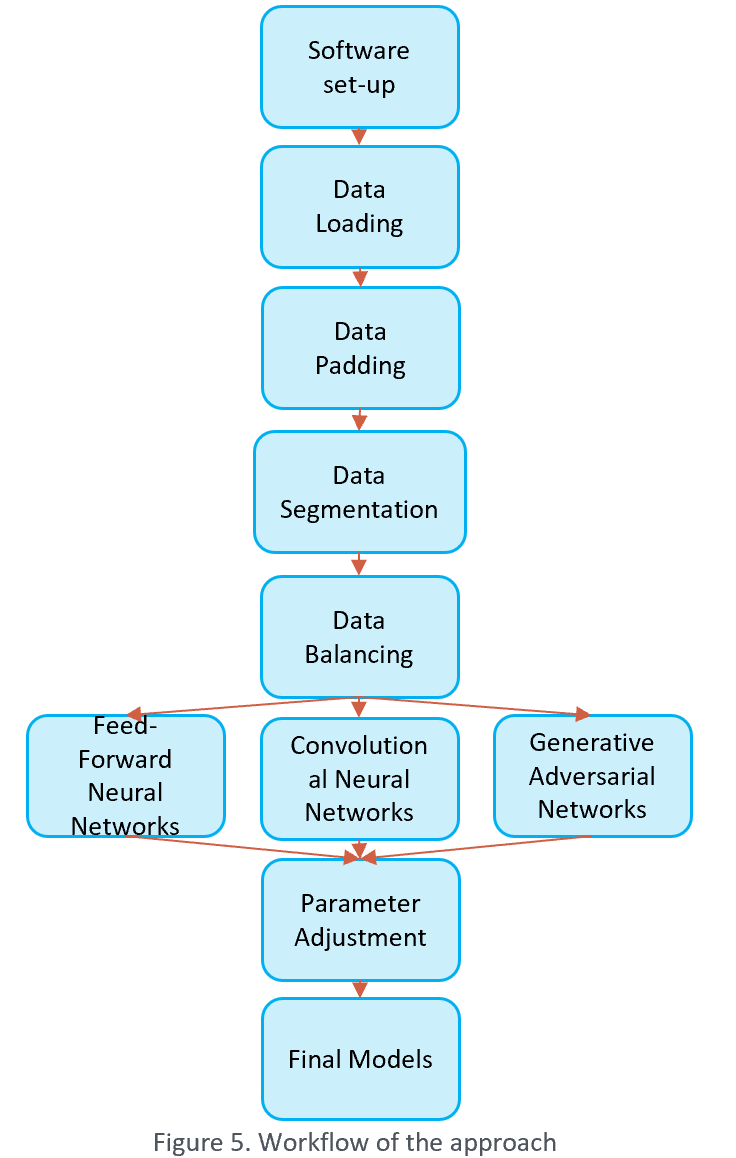 Software
set-up
Data
Loading
Data
Padding
Data
Segmentation
Data
Balancing
Feed-
Forward
Neural
Networks
Convolution
al Neural
Networks
Generative
Adversarial
Networks
Parameter
Adjustment
Final Models
Figure 5. Workflow of the approach